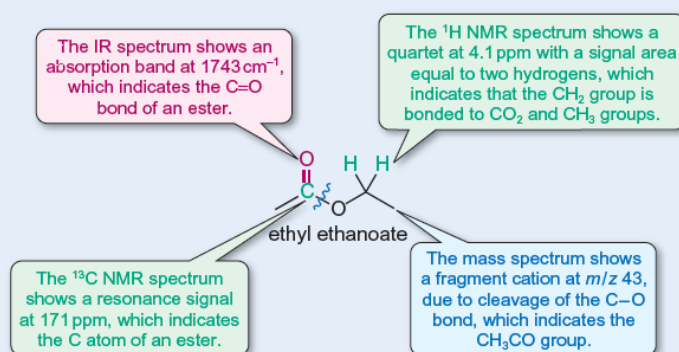 The IR spectrum shows an
absorption band at 1743 cm⁻¹,
which indicates the C=O
bond of an ester.
The ¹H NMR spectrum shows a
quartet at 4.1 ppm with a signal area
equal to two hydrogens, which
indicates that the CH₂ group is
bonded to CO₂ and CH₃ groups.
O
H H
C
O
ethyl ethanoate
The ¹³C NMR spectrum
shows a resonance signal
at 171 ppm, which indicates
the C atom of an ester.
The mass spectrum shows
a fragment cation at m/z 43,
due to cleavage of the C–O
bond, which indicates the
CH₃CO group.